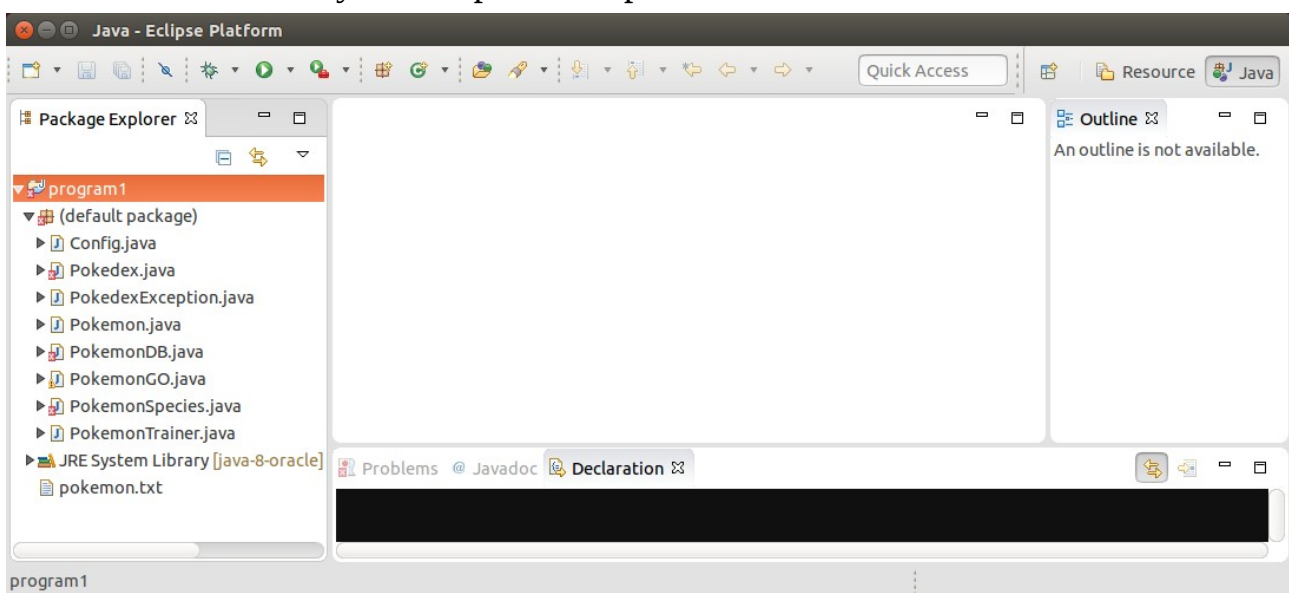 Java - Eclipse Platform
Quick Access
Resource
Java
Package Explorer
Outline
An outline is not available.
program1
(default package)
Config.java
Pokedex.java
PokedexException.java
Pokemon.java
PokemonDB.java
PokemonGO.java
PokemonSpecies.java
PokemonTrainer.java
JRE System Library [java-8-oracle]
pokemon.txt
Problems @ Javadoc Declaration
program1